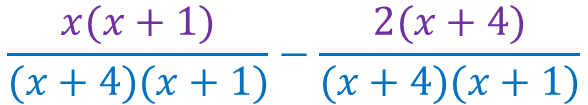 x(x + 1) / (x + 4)(x + 1) − 2(x + 4) / (x + 4)(x + 1)